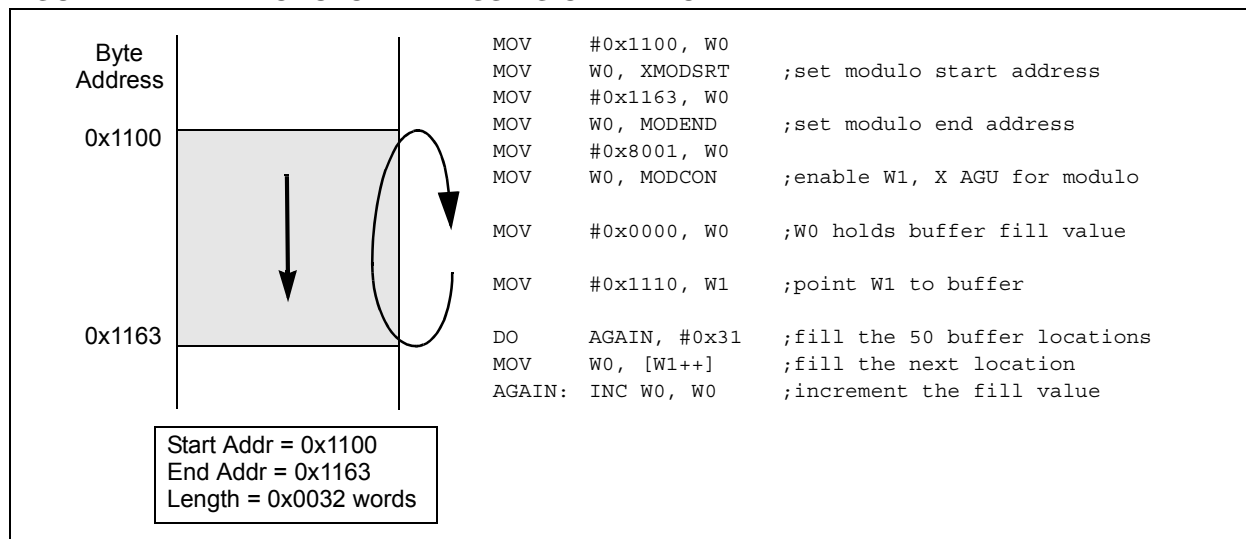 Byte
Address
0x1100
0x1163
Start Addr = 0x1100
End Addr = 0x1163
Length = 0x0032 words
MOV #0x1100, W0
MOV W0, XMODSRT ;set modulo start address
MOV #0x1163, W0
MOV W0, MODEND ;set modulo end address
MOV #0x8001, W0
MOV W0, MODCON ;enable W1, X AGU for modulo
MOV #0x0000, W0 ;W0 holds buffer fill value
MOV #0x1110, W1 ;point W1 to buffer
DO AGAIN, #0x31 ;fill the 50 buffer locations
MOV W0, [W1++] ;fill the next location
AGAIN: INC W0, W0 ;increment the fill value